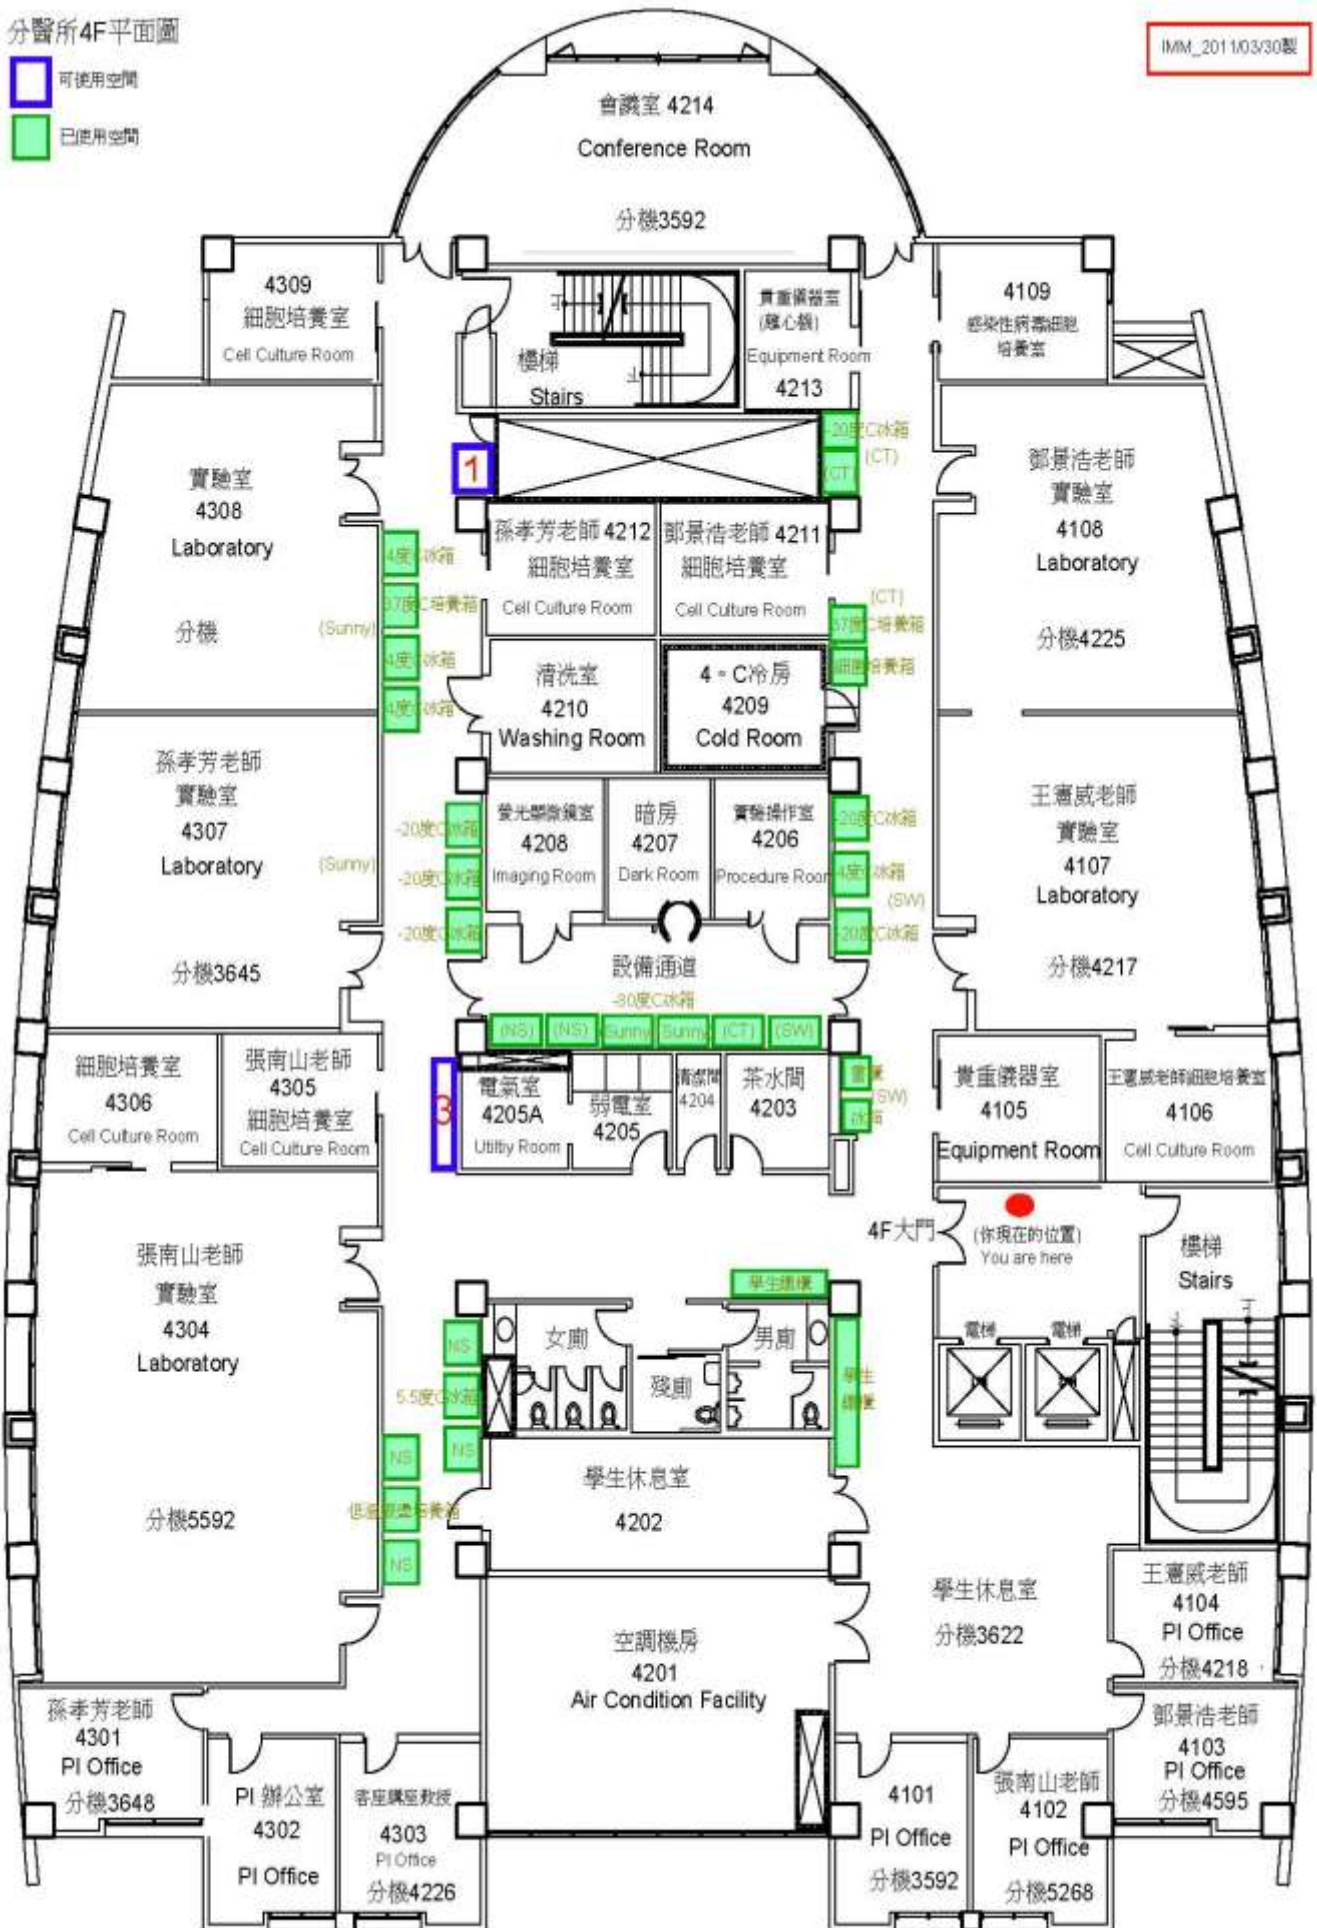 分醫所4F平面圖
可使用空間
已使用空間
IMM_2011/03/30製
會議室 4214
Conference Room
分機3592
4309
細胞培養室
Cell Culture Room
樓梯
Stairs
貴重儀器室
(離心機)
Equipment Room
4213
4109
感染性病毒細胞
培養室
實驗室
4308
Laboratory
分機
1
-20度C冰箱
(CT)
(CT)
鄭景浩老師
實驗室
4108
Laboratory
分機4225
4度C冰箱
37度C培養箱
(Sunny)
4度C冰箱
4度C冰箱
孫孝芳老師 4212
細胞培養室
Cell Culture Room
鄭景浩老師 4211
細胞培養室
Cell Culture Room
(CT)
37度C培養箱
細菌培養箱
清洗室
4210
Washing Room
4。C冷房
4209
Cold Room
孫孝芳老師
實驗室
4307
Laboratory
(Sunny)
分機3645
-20度C冰箱
-20度C冰箱
-20度C冰箱
螢光顯微鏡室
4208
Imaging Room
暗房
4207
Dark Room
實驗操作室
4206
Procedure Room
-20度C冰箱
4度C冰箱
(SW)
-20度C冰箱
王憲威老師
實驗室
4107
Laboratory
分機4217
設備通道
-80度C冰箱
(NS)
(NS)
Sunny
Sunny
(CT)
(SW)
細胞培養室
4306
Cell Culture Room
張南山老師
4305
細胞培養室
Cell Culture Room
3
電氣室
4205A
Utiltiy Room
弱電室
4205
清潔間
4204
茶水間
4203
(SW)
冰箱
貴重儀器室
4105
Equipment Room
王憲威老師細胞培養室
4106
Cell Culture Room
張南山老師
實驗室
4304
Laboratory
分機5592
4F大門
(你現在的位置)
You are here
樓梯
Stairs
電梯
電梯
學生櫃櫃
女廁
殘廁
男廁
學生
NS
5.5度C冰箱
NS
NS
NS
學生休息室
4202
學生休息室
分機3622
王憲威老師
4104
PI Office
分機4218
空調機房
4201
Air Condition Facility
孫孝芳老師
4301
PI Office
分機3648
PI 辦公室
4302
PI Office
客座講座教授
4303
PI Office
分機4226
4101
PI Office
分機3592
張南山老師
4102
PI Office
分機5268
鄭景浩老師
4103
PI Office
分機4595